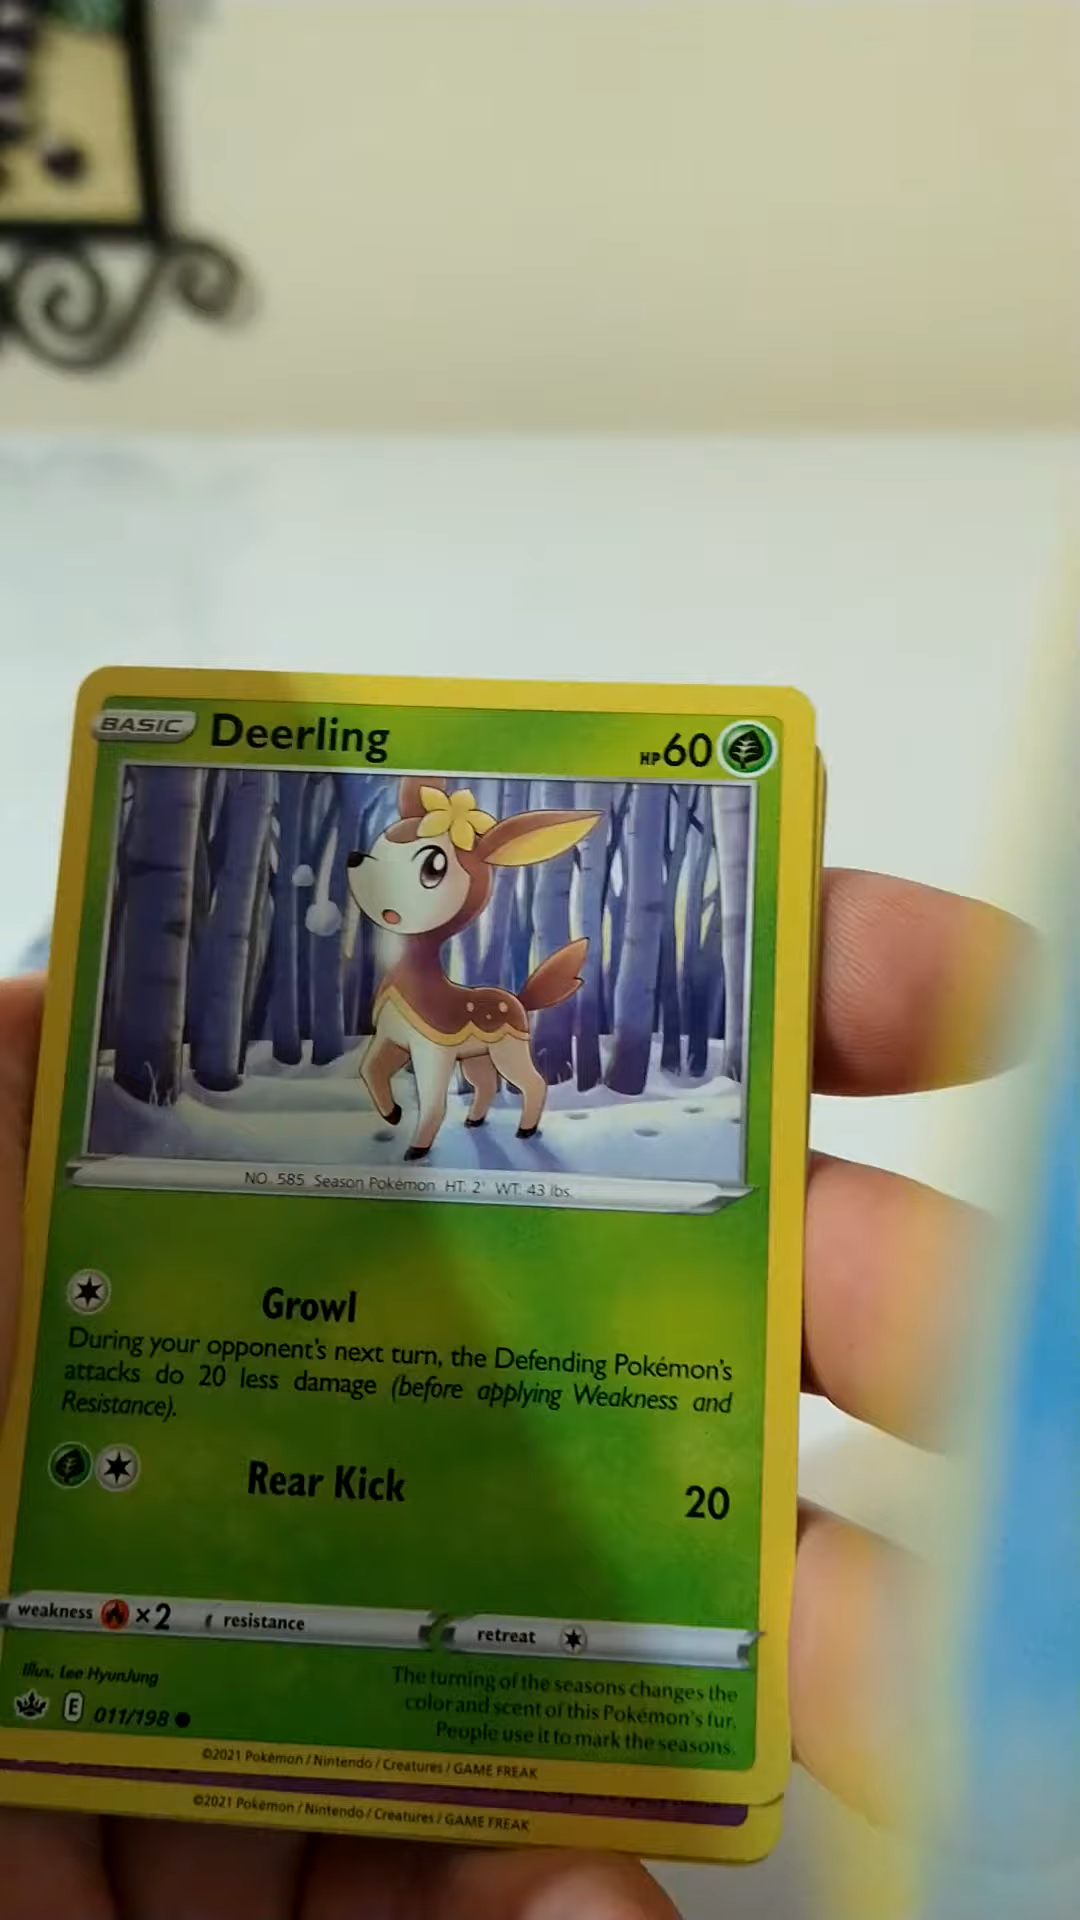 BASIC Deerling HP 60
NO. 585 Season Pokémon HT: 2' WT: 43 lbs.
Growl
During your opponent's next turn, the Defending Pokémon's
attacks do 20 less damage (before applying Weakness and
Resistance).
Rear Kick 20
weakness ×2 resistance retreat
Illus. Lee HyunJung
E 011/198
The turning of the seasons changes the
color and scent of this Pokémon's fur.
People use it to mark the seasons.
©2021 Pokémon / Nintendo / Creatures / GAME FREAK
©2021 Pokémon / Nintendo / Creatures / GAME FREAK